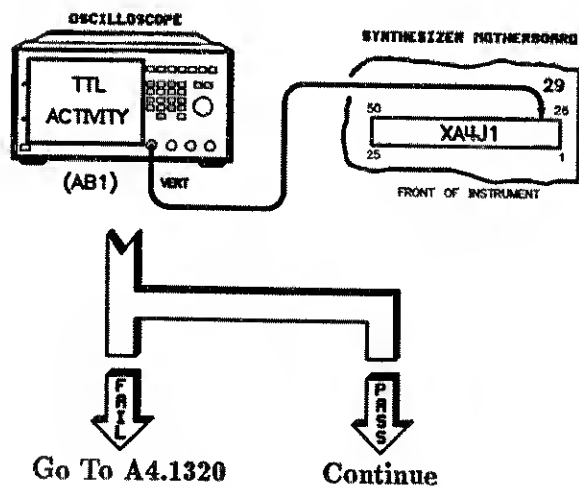 OSCILLOSCOPE
SYNTHESIZER MOTHERBOARD
TTL
ACTIVITY
29
50
26
XA4J1
25
1
(AB1)
VERT
FRONT OF INSTRUMENT
FAIL
PASS
Go To A4.1320
Continue